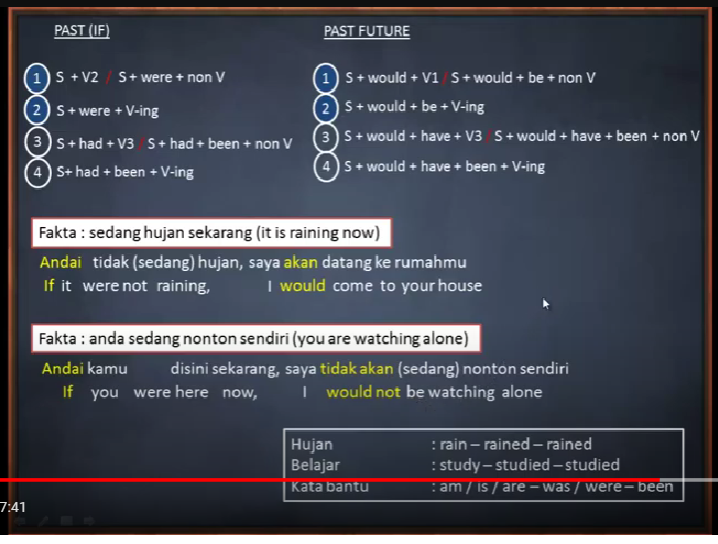 PAST (IF)
1 S + V2 / S + were + non V
2 S + were + V-ing
3 S + had + V3 / S + had + been + non V
4 S+ had + been + V-ing
PAST FUTURE
1 S + would + V1 / S + would + be + non V
2 S + would + be + V-ing
3 S + would + have + V3 / S + would + have + been + non V
4 S + would + have + been + V-ing
Fakta : sedang hujan sekarang (it is raining now)
Andai tidak (sedang) hujan, saya akan datang ke rumahmu
If it were not raining, I would come to your house
Fakta : anda sedang nonton sendiri (you are watching alone)
Andai kamu disini sekarang, saya tidak akan (sedang) nonton sendiri
If you were here now, I would not be watching alone
Hujan : rain – rained – rained
Belajar : study – studied – studied
Kata bantu : am / is / are – was / were – been
7:41